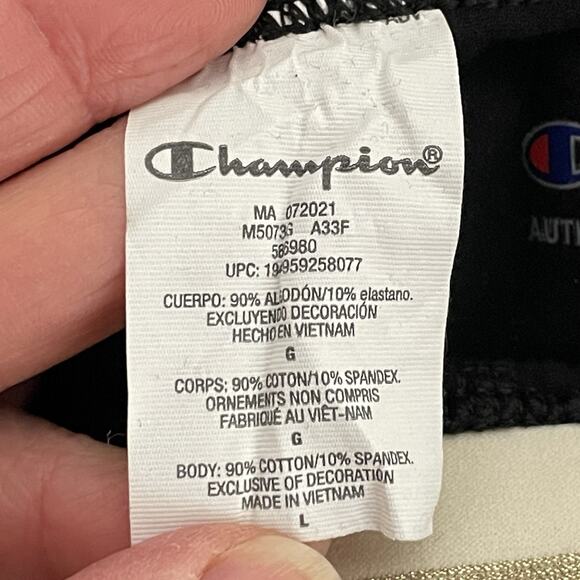 Champion®
MA 072021
M5073G A33F
586980
UPC: 194959258077
CUERPO: 90% ALGODÓN/10% elastano.
EXCLUYENDO DECORACIÓN
HECHO EN VIETNAM
G
CORPS: 90% COTON/10% SPANDEX.
ORNEMENTS NON COMPRIS
FABRIQUÉ AU VIÊT-NAM
G
BODY: 90% COTTON/10% SPANDEX.
EXCLUSIVE OF DECORATION
MADE IN VIETNAM
L